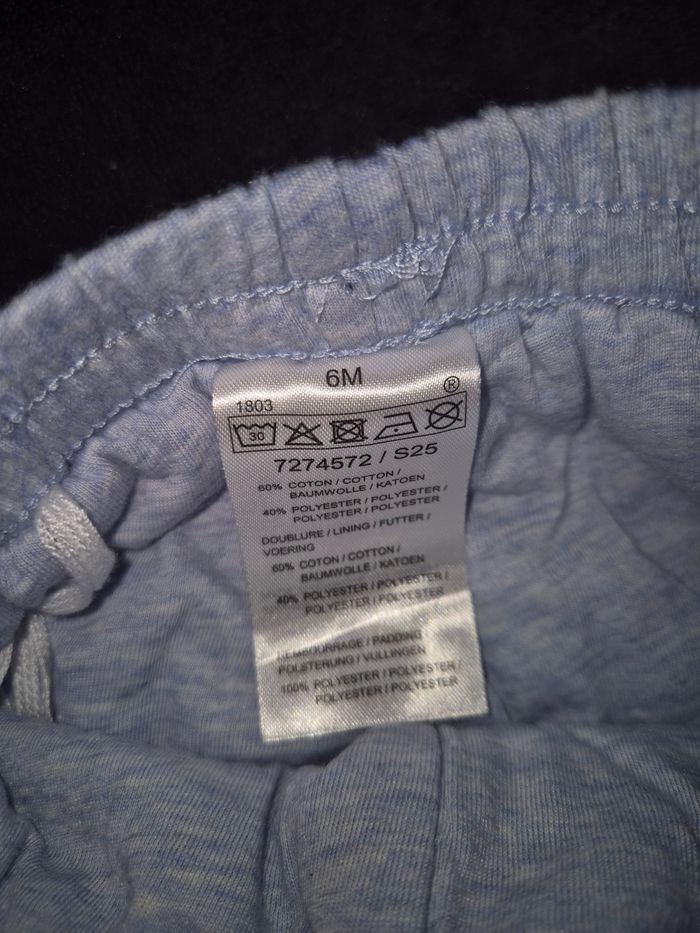 6M
1803 ®
30
7274572 / S25
60% COTON / COTTON /
BAUMWOLLE / KATOEN
40% POLYESTER / POLYESTER /
POLYESTER / POLYESTER
DOUBLURE / LINING / FUTTER /
VOERING
60% COTON / COTTON /
BAUMWOLLE / KATOEN
40% POLYESTER / POLYESTER /
POLYESTER / POLYESTER
REMBOURRAGE / PADDING
POLSTERUNG / VULLINGEN
100% POLYESTER / POLYESTER /
POLYESTER / POLYESTER